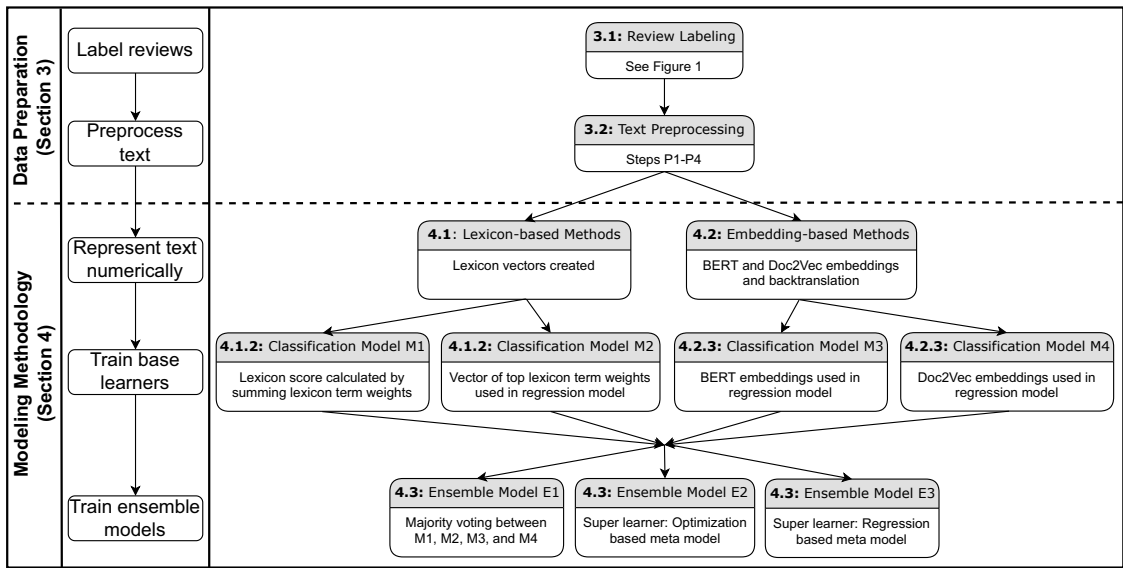 Data Preparation
(Section 3)
Label reviews
Preprocess
text
3.1: Review Labeling
See Figure 1
3.2: Text Preprocessing
Steps P1-P4
Modeling Methodology
(Section 4)
Represent text
numerically
Train base
learners
Train ensemble
models
4.1: Lexicon-based Methods
Lexicon vectors created
4.2: Embedding-based Methods
BERT and Doc2Vec embeddings
and backtranslation
4.1.2: Classification Model M1
Lexicon score calculated by
summing lexicon term weights
4.1.2: Classification Model M2
Vector of top lexicon term weights
used in regression model
4.2.3: Classification Model M3
BERT embeddings used in
regression model
4.2.3: Classification Model M4
Doc2Vec embeddings used in
regression model
4.3: Ensemble Model E1
Majority voting between
M1, M2, M3, and M4
4.3: Ensemble Model E2
Super learner: Optimization
based meta model
4.3: Ensemble Model E3
Super learner: Regression
based meta model